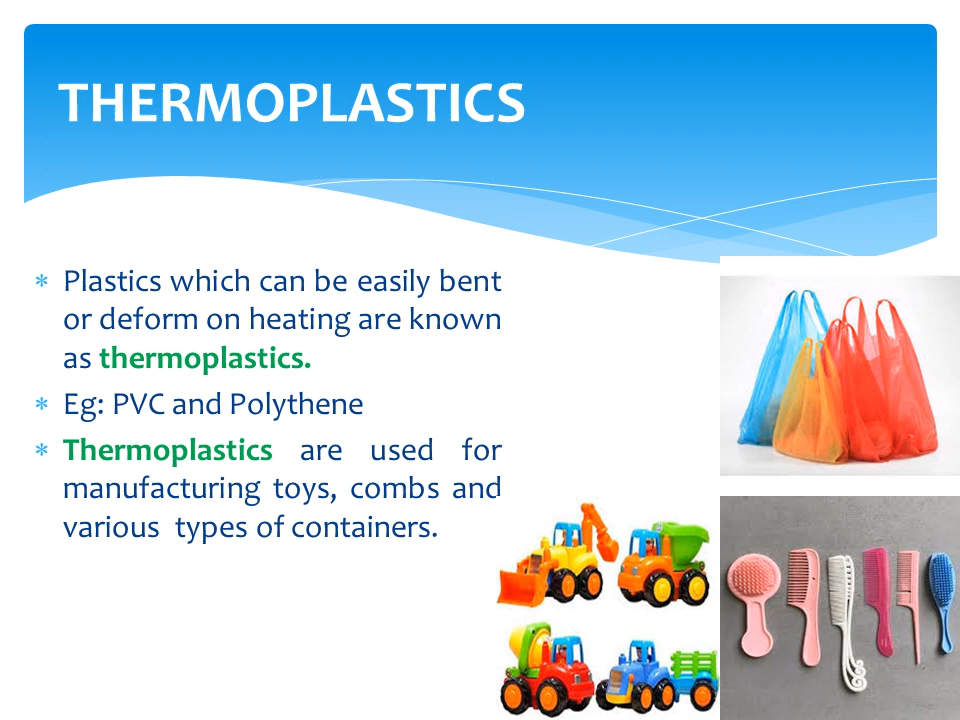 THERMOPLASTICS
* Plastics which can be easily bent
or deform on heating are known
as thermoplastics.
* Eg: PVC and Polythene
* Thermoplastics are used for
manufacturing toys, combs and
various types of containers.